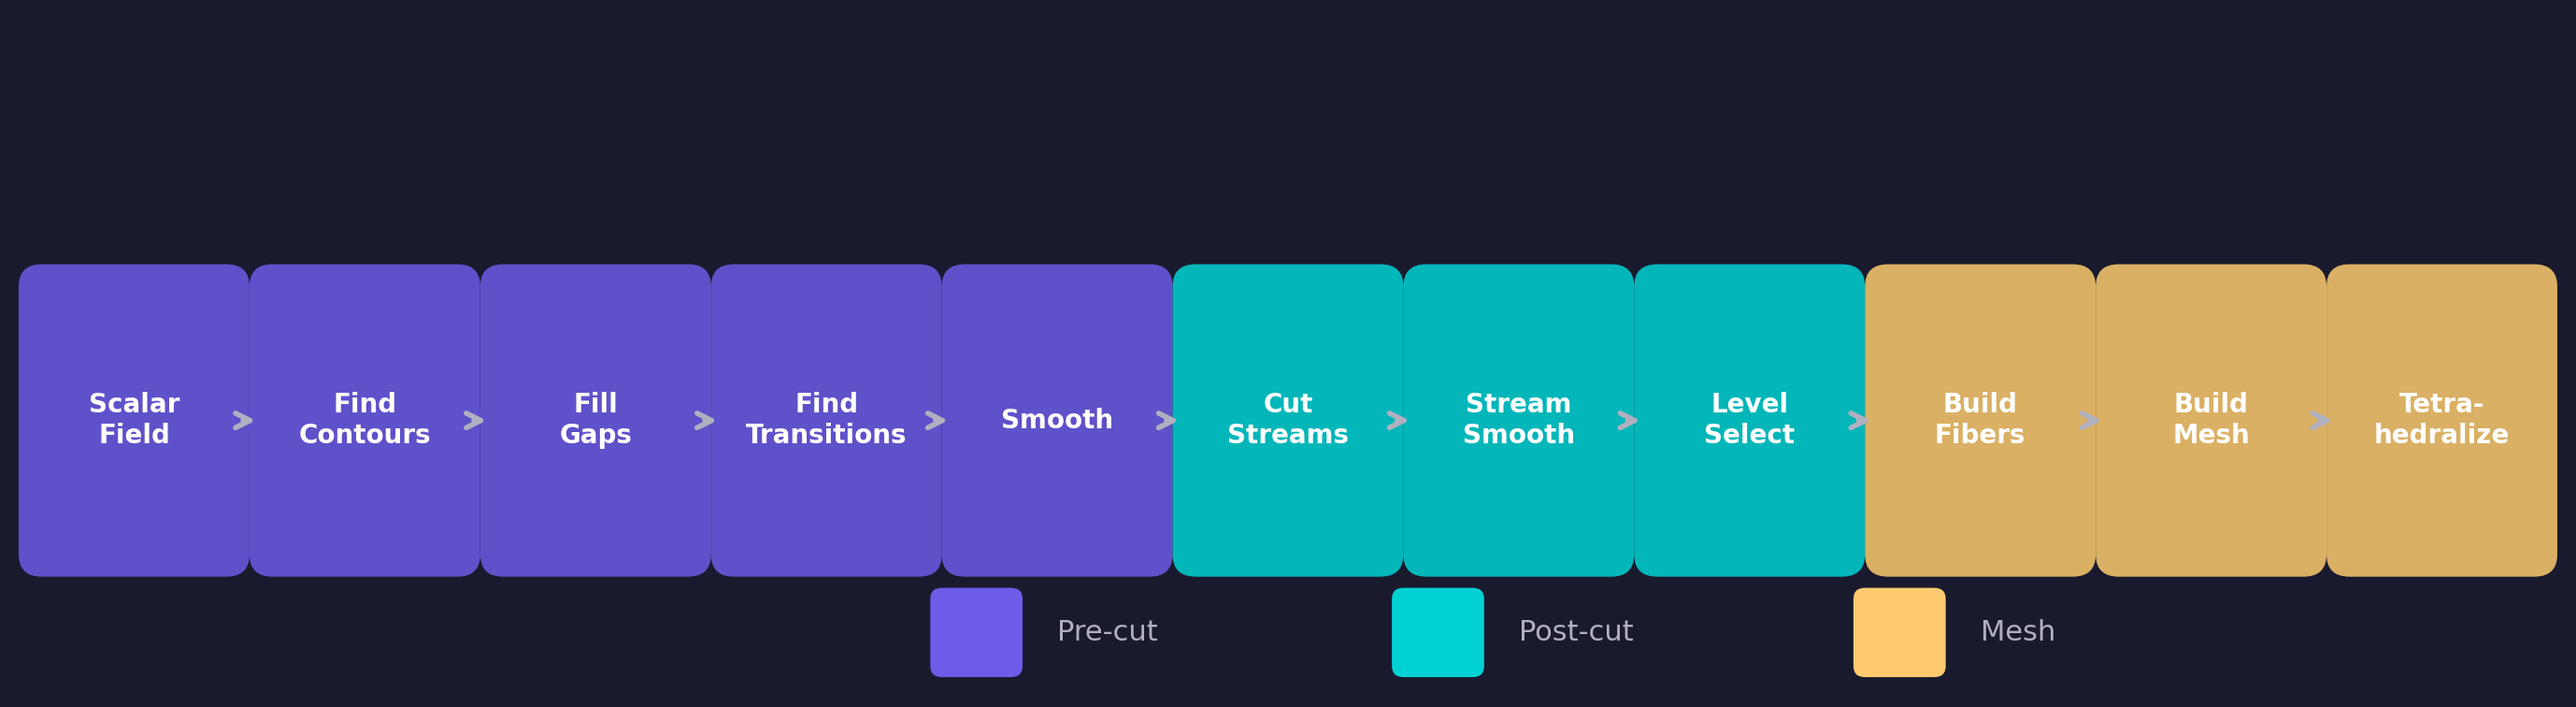 Scalar
Field
Find
Contours
Fill
Gaps
Find
Transitions
Smooth
Cut
Streams
Stream
Smooth
Level
Select
Build
Fibers
Build
Mesh
Tetra-
hedralize
Pre-cut
Post-cut
Mesh